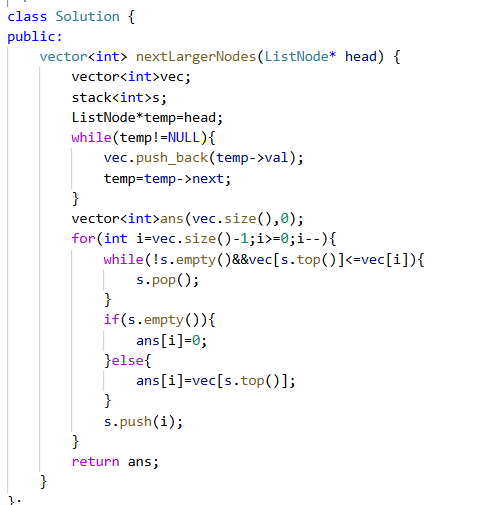 class Solution {
public:
    vector<int> nextLargerNodes(ListNode* head) {
        vector<int>vec;
        stack<int>s;
        ListNode*temp=head;
        while(temp!=NULL){
            vec.push_back(temp->val);
            temp=temp->next;
        }
        vector<int>ans(vec.size(),0);
        for(int i=vec.size()-1;i>=0;i--){
            while(!s.empty()&&vec[s.top()]<=vec[i]){
                s.pop();
            }
            if(s.empty()){
                ans[i]=0;
            }else{
                ans[i]=vec[s.top()];
            }
            s.push(i);
        }
        return ans;
    }
};